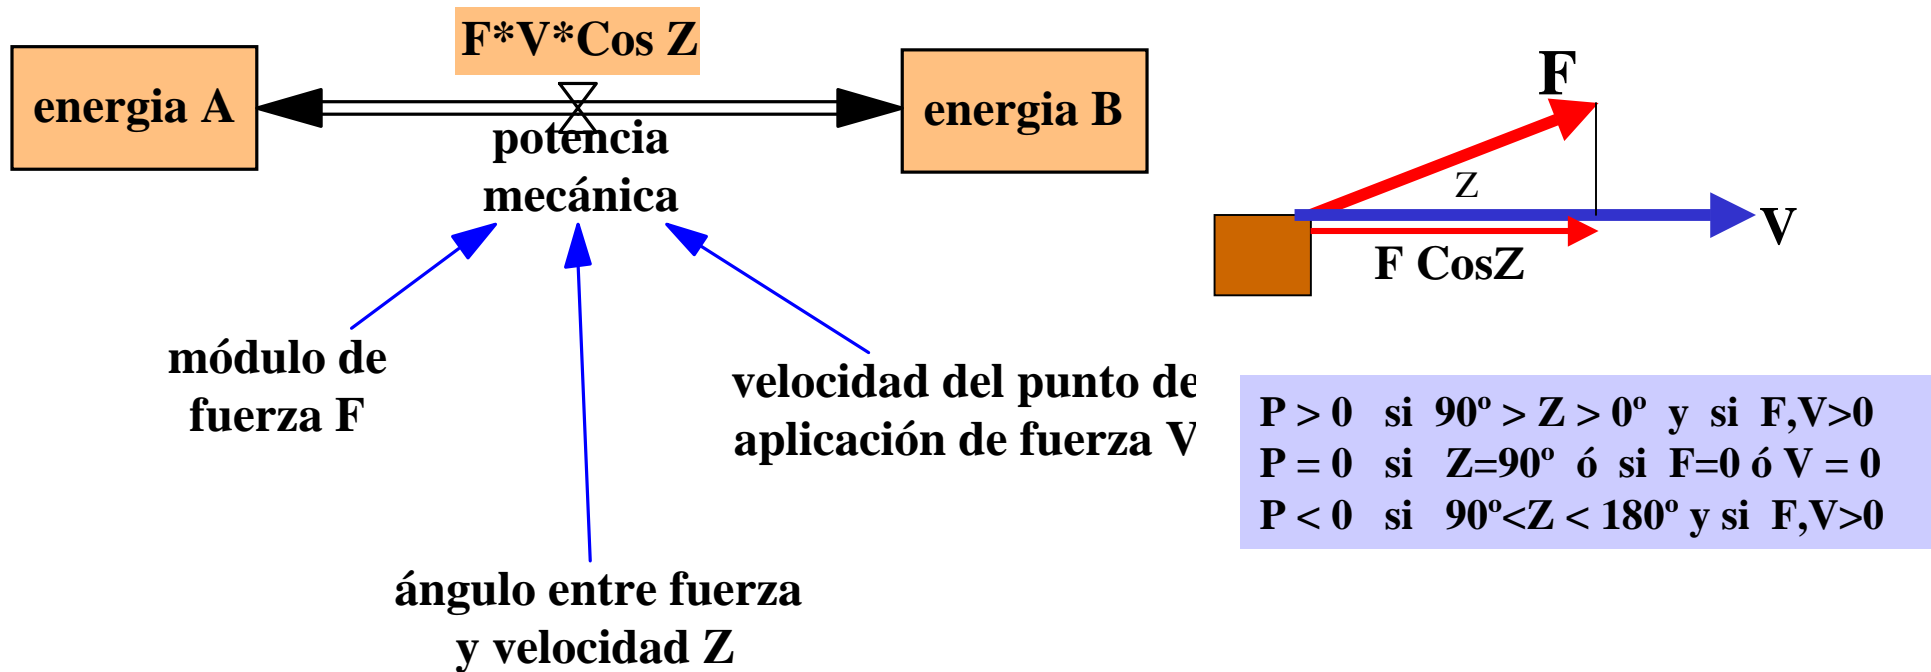 F*V*Cos Z
energia A
energia B
potencia
mecánica
módulo de
fuerza F
velocidad del punto de
aplicación de fuerza V
ángulo entre fuerza
y velocidad Z
F
Z
V
F CosZ
P > 0 si 90º > Z > 0º y si F,V>0
P = 0 si Z=90º ó si F=0 ó V = 0
P < 0 si 90º<Z < 180º y si F,V>0